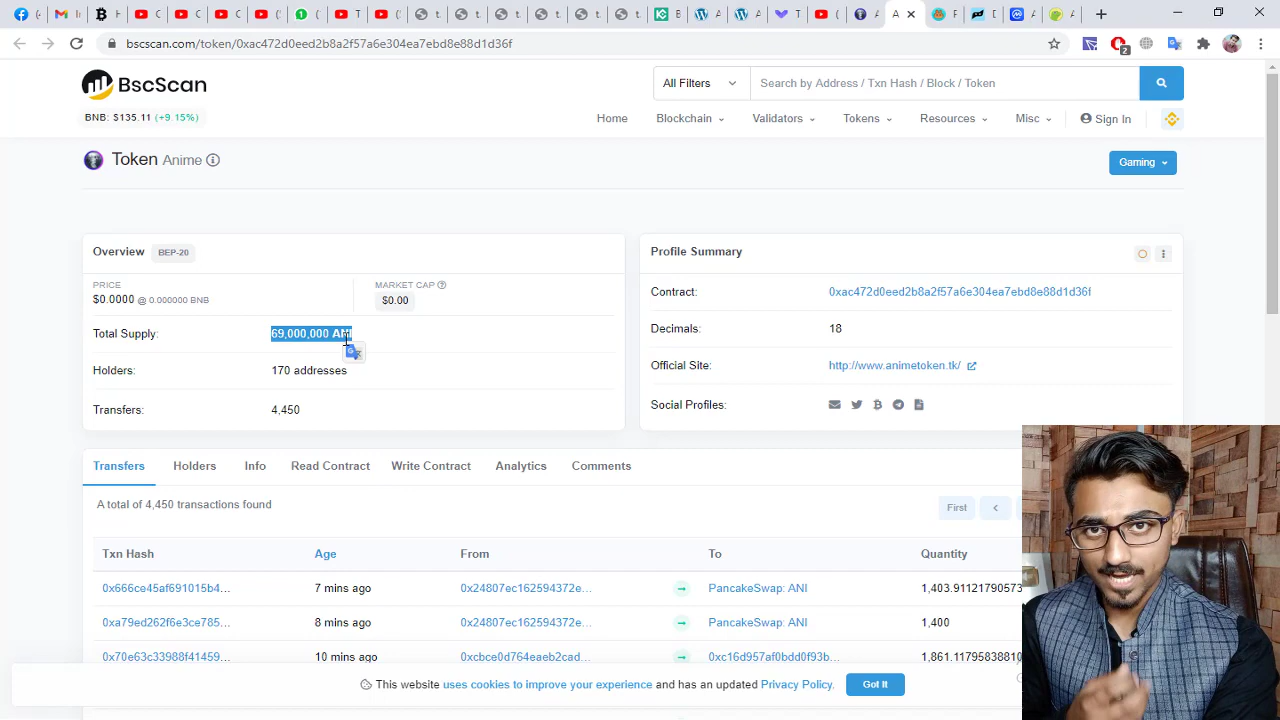 bscscan.com/token/0xac472d0eed2b8a2f57a6e304ea7ebd8e88d1d36f
2
BscScan
All Filters
Search by Address / Txn Hash / Block / Token
BNB: $135.11 (+9.15%)
Home
Blockchain
Validators
Tokens
Resources
Misc
Sign In
Token Anime
Gaming
Overview BEP-20
PRICE
$0.0000 @ 0.000000 BNB
MARKET CAP
$0.00
Total Supply: 69,000,000 ANI
Holders: 170 addresses
Transfers: 4,450
Profile Summary
Contract: 0xac472d0eed2b8a2f57a6e304ea7ebd8e88d1d36f
Decimals: 18
Official Site: http://www.animetoken.tk/
Social Profiles:
Transfers
Holders
Info
Read Contract
Write Contract
Analytics
Comments
A total of 4,450 transactions found
First
Txn Hash Age From To Quantity
0x666ce45af691015b4... 7 mins ago 0x24807ec162594372e... PancakeSwap: ANI 1,403.911217790573
0xa79ed262f6e3ce785... 8 mins ago 0x24807ec162594372e... PancakeSwap: ANI 1,400
0x70e63c33988f41459... 10 mins ago 0xcbce0d764eaeb2cad... 0xc16d957af0bdd0f93b... 1,861.11795838810
This website uses cookies to improve your experience and has an updated Privacy Policy.
Got It